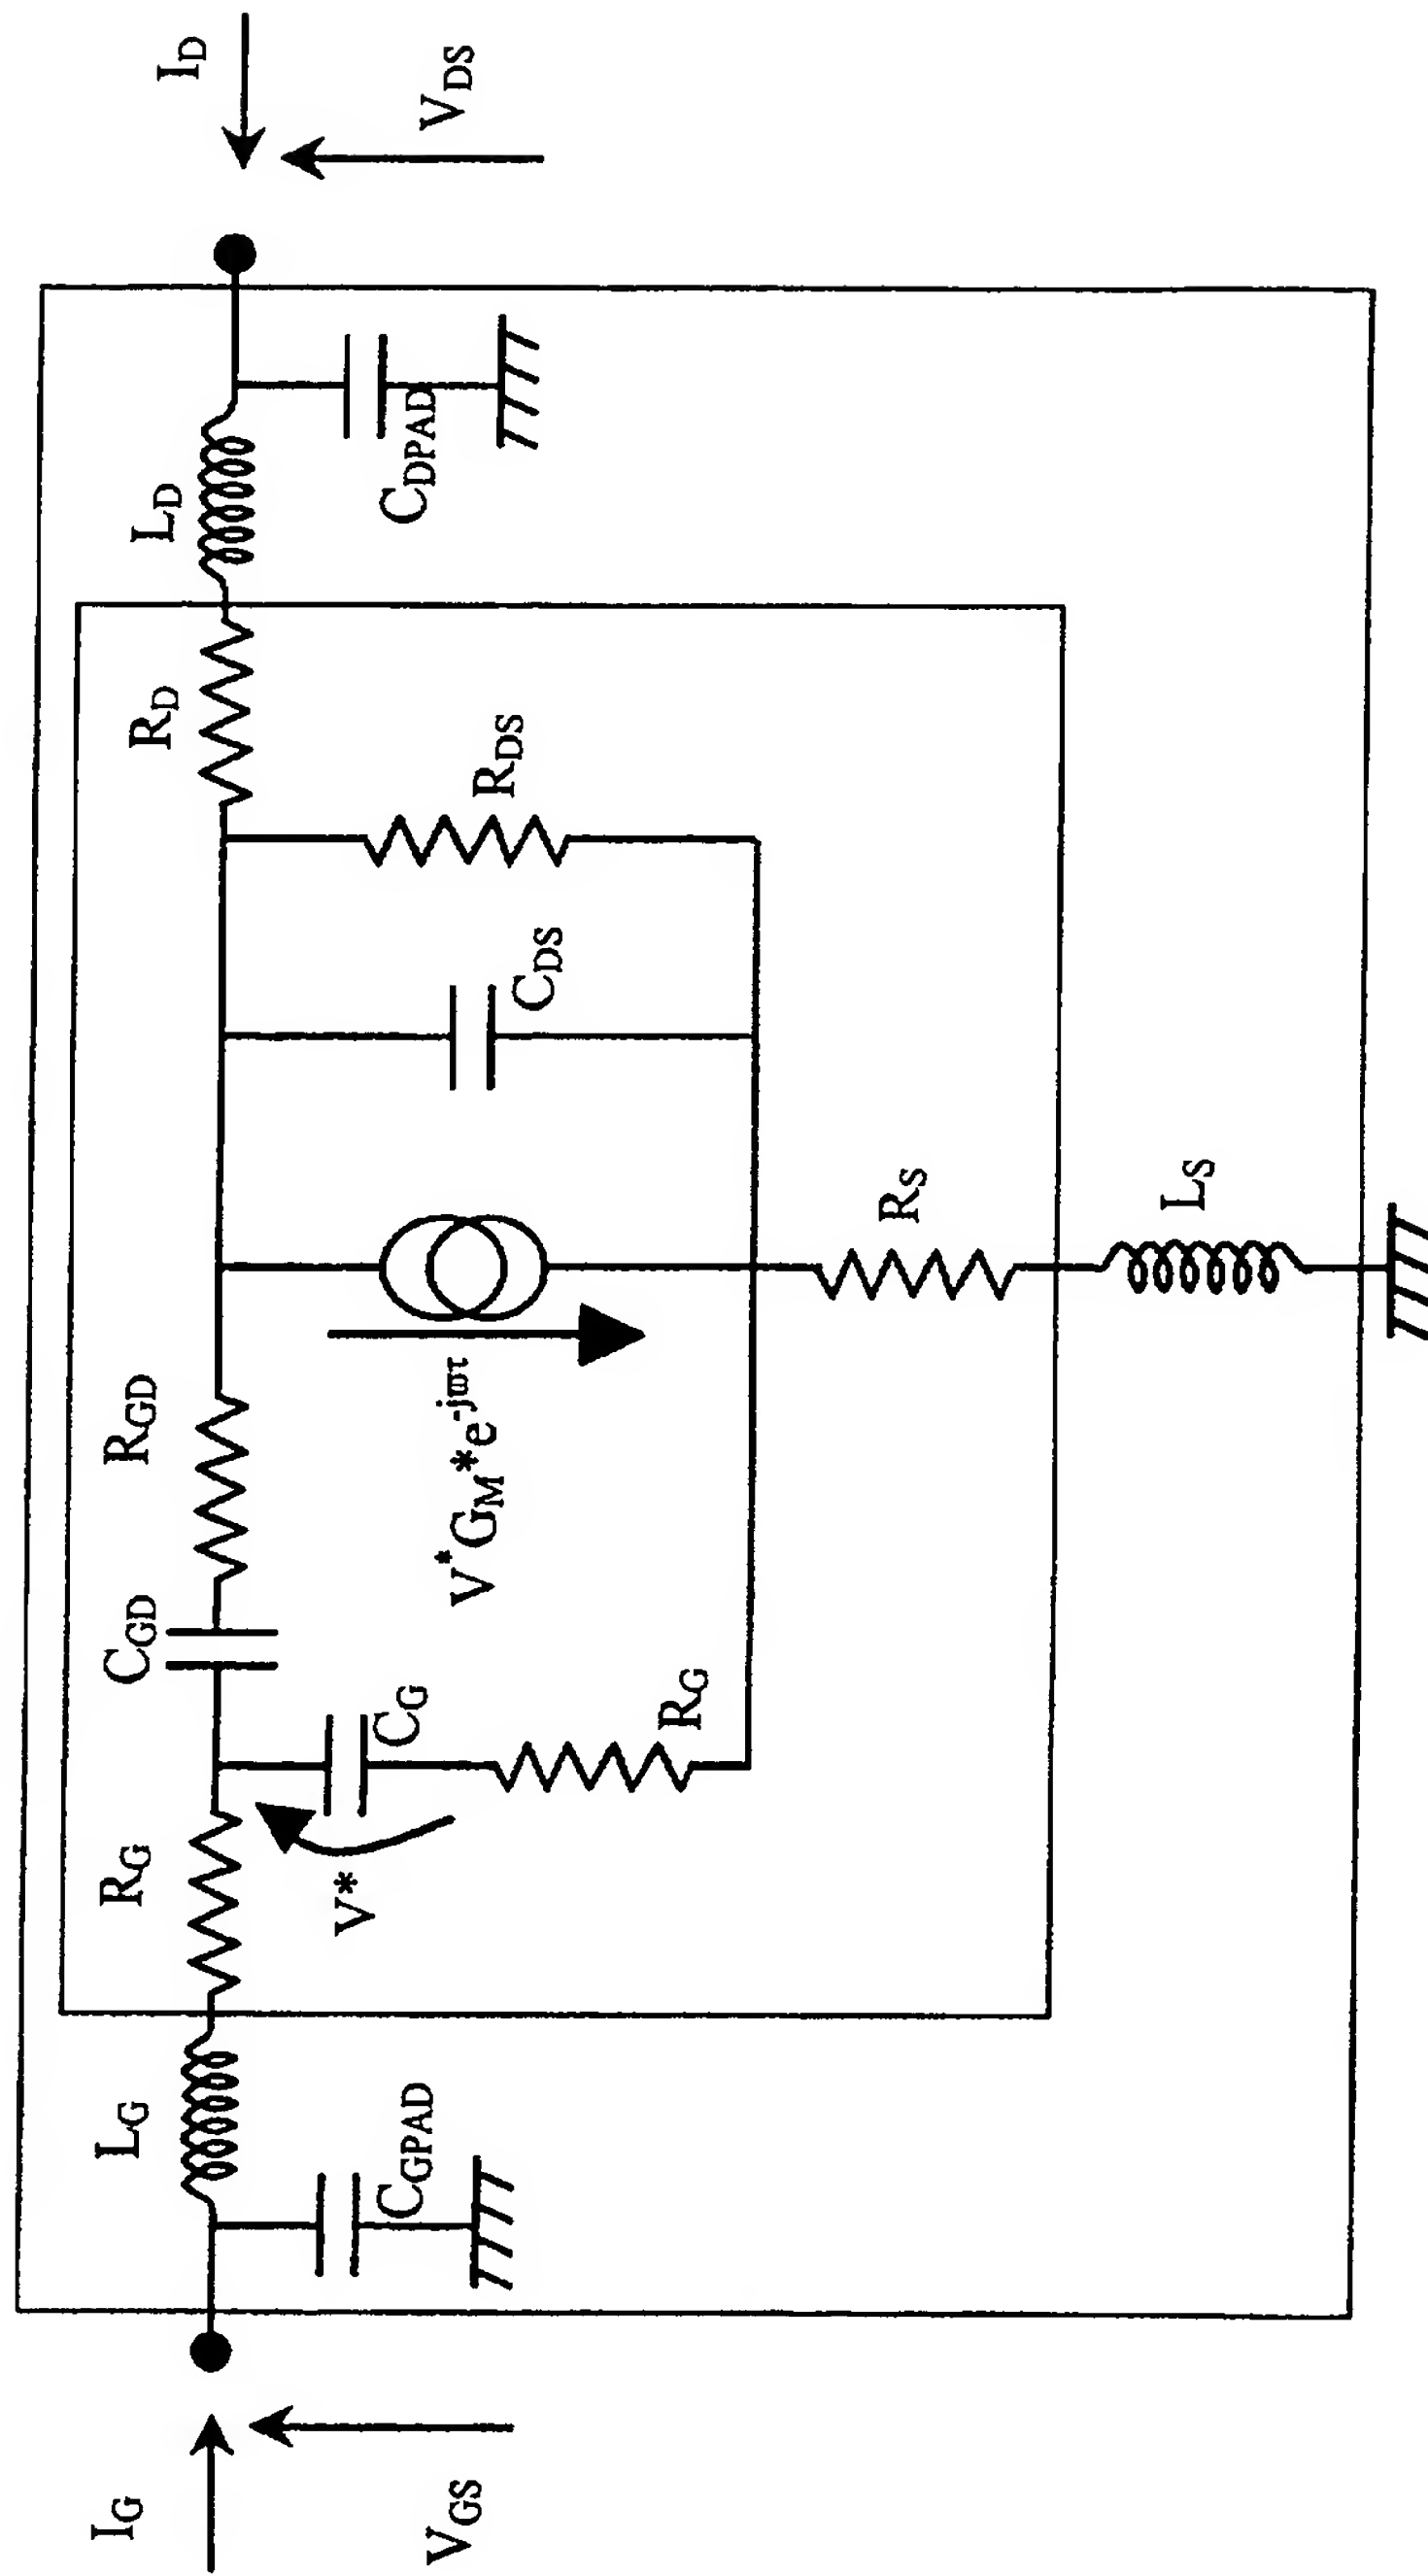 I_G
V_GS
L_G
C_GPAD
R_G
V*
C_G
R_G
C_GD
R_GD
V*G_M*e^-jϖτ
R_S
L_S
C_DS
R_DS
R_D
L_D
C_DPAD
I_D
V_DS